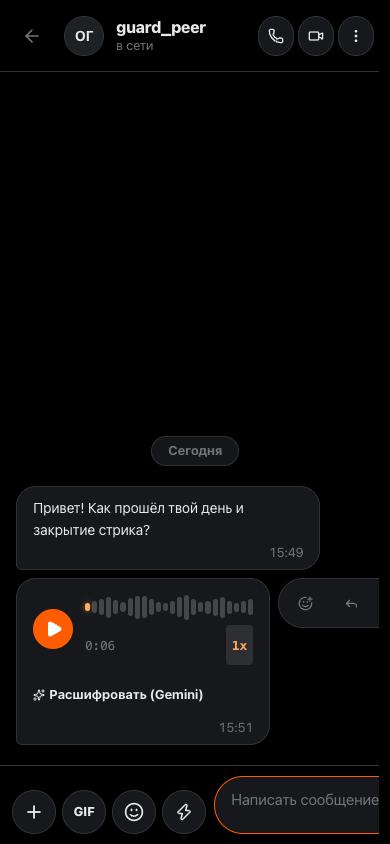 ОГ
guard_peer
в сети
Сегодня
Привет! Как прошёл твой день и
закрытие стрика?
15:49
0:06
1x
Расшифровать (Gemini)
15:51
GIF
Написать сообщение